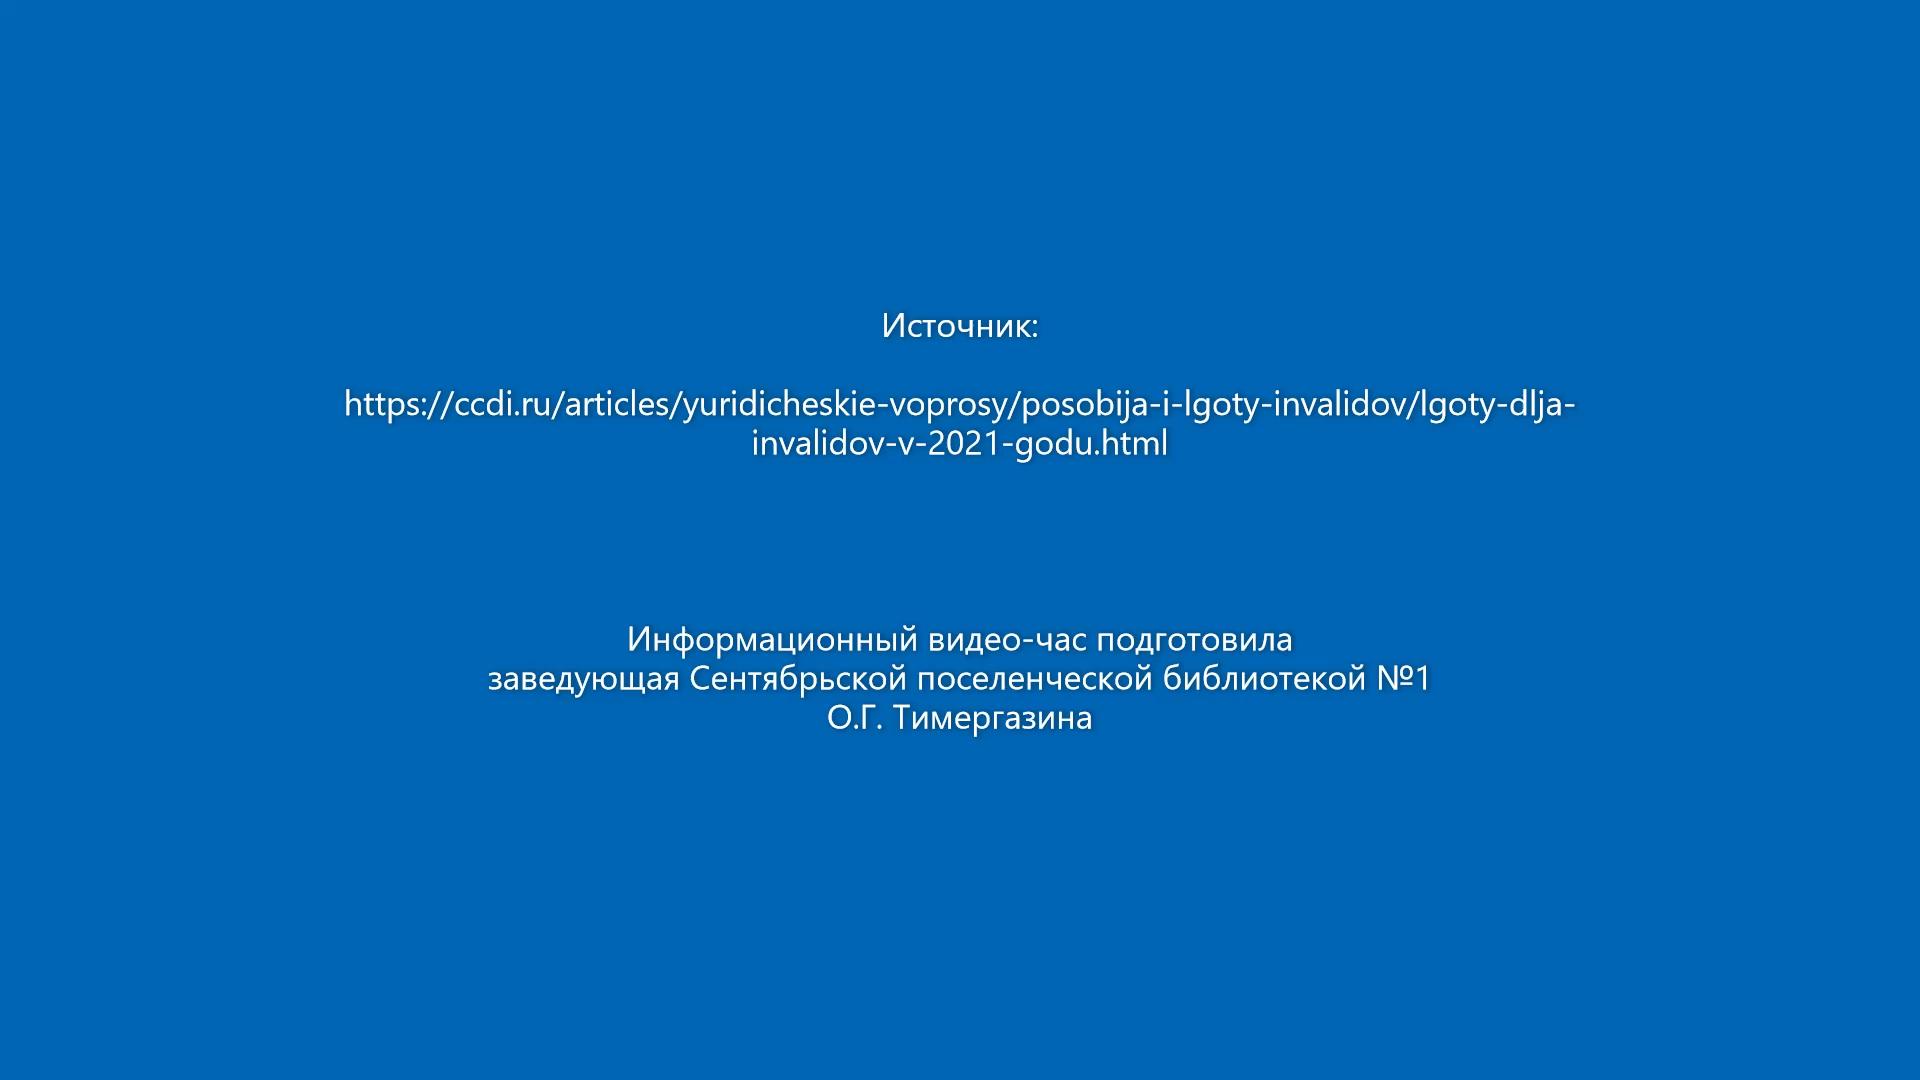 Источник:
https://ccdi.ru/articles/yuridicheskie-voprosy/posobija-i-lgoty-invalidov/lgoty-dlja-
invalidov-v-2021-godu.html
Информационный видео-час подготовила
заведующая Сентябрьской поселенческой библиотекой №1
О.Г. Тимергазина